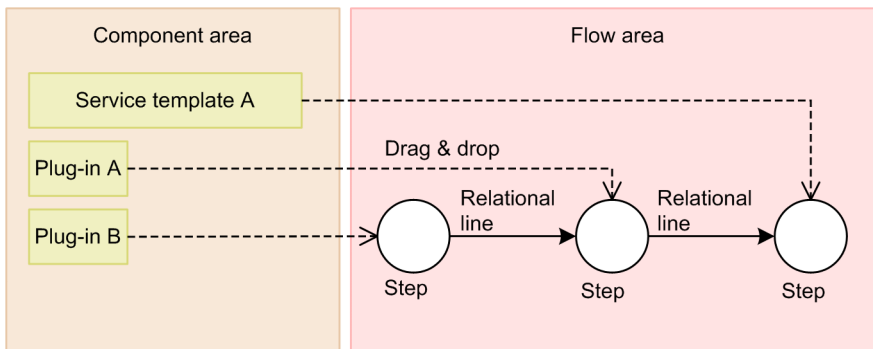 Component area
Flow area
Service template A
Plug-in A
Drag & drop
Plug-in B
Relational
line
Relational
line
Step
Step
Step